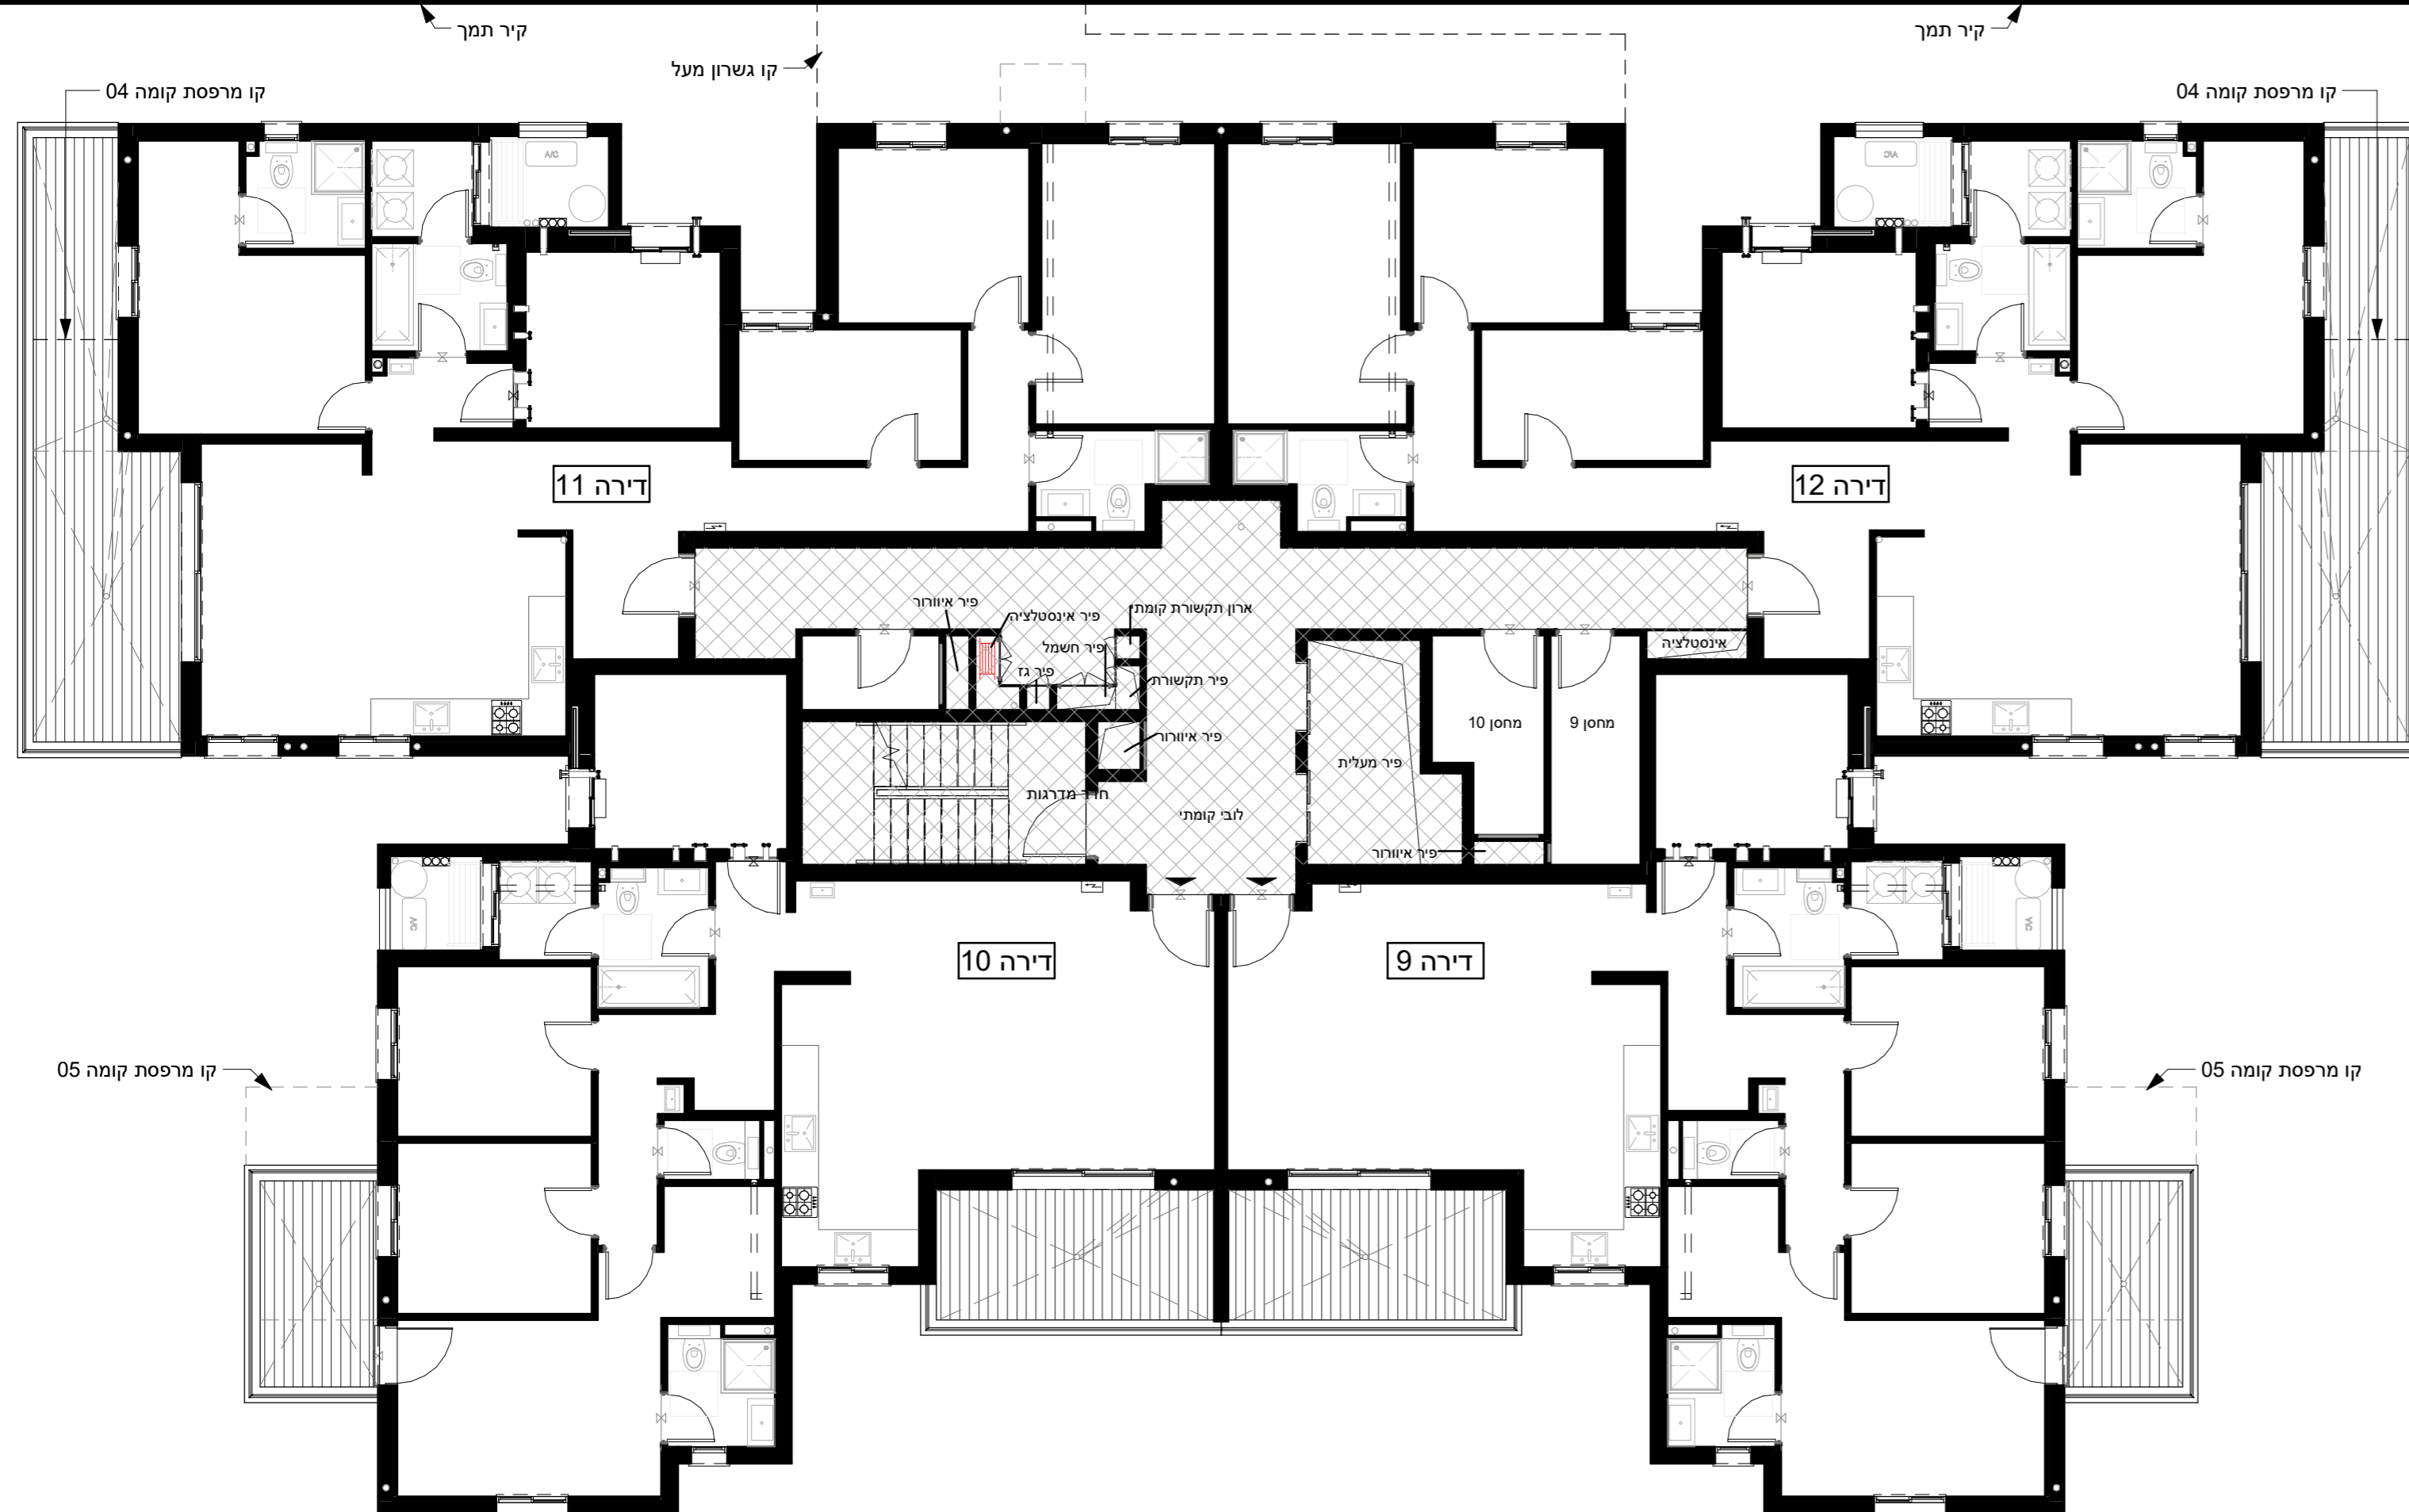 קיר תמך
קיר תמך
קו גשרון מעל
קו מרפסת קומה 04
קו מרפסת קומה 04
A/C
A/C
דירה 11
דירה 12
פיר איוורור
פיר אינסטלציה
ארון תקשורת קומתי
פיר חשמל
אינסטלציה
פיר גז
פיר תקשורת
מחסן 10
מחסן 9
פיר איוורור
פיר מעלית
חדר מדרגות
לובי קומתי
פיר איוורור
A/C
A/C
דירה 10
דירה 9
קו מרפסת קומה 05
קו מרפסת קומה 05